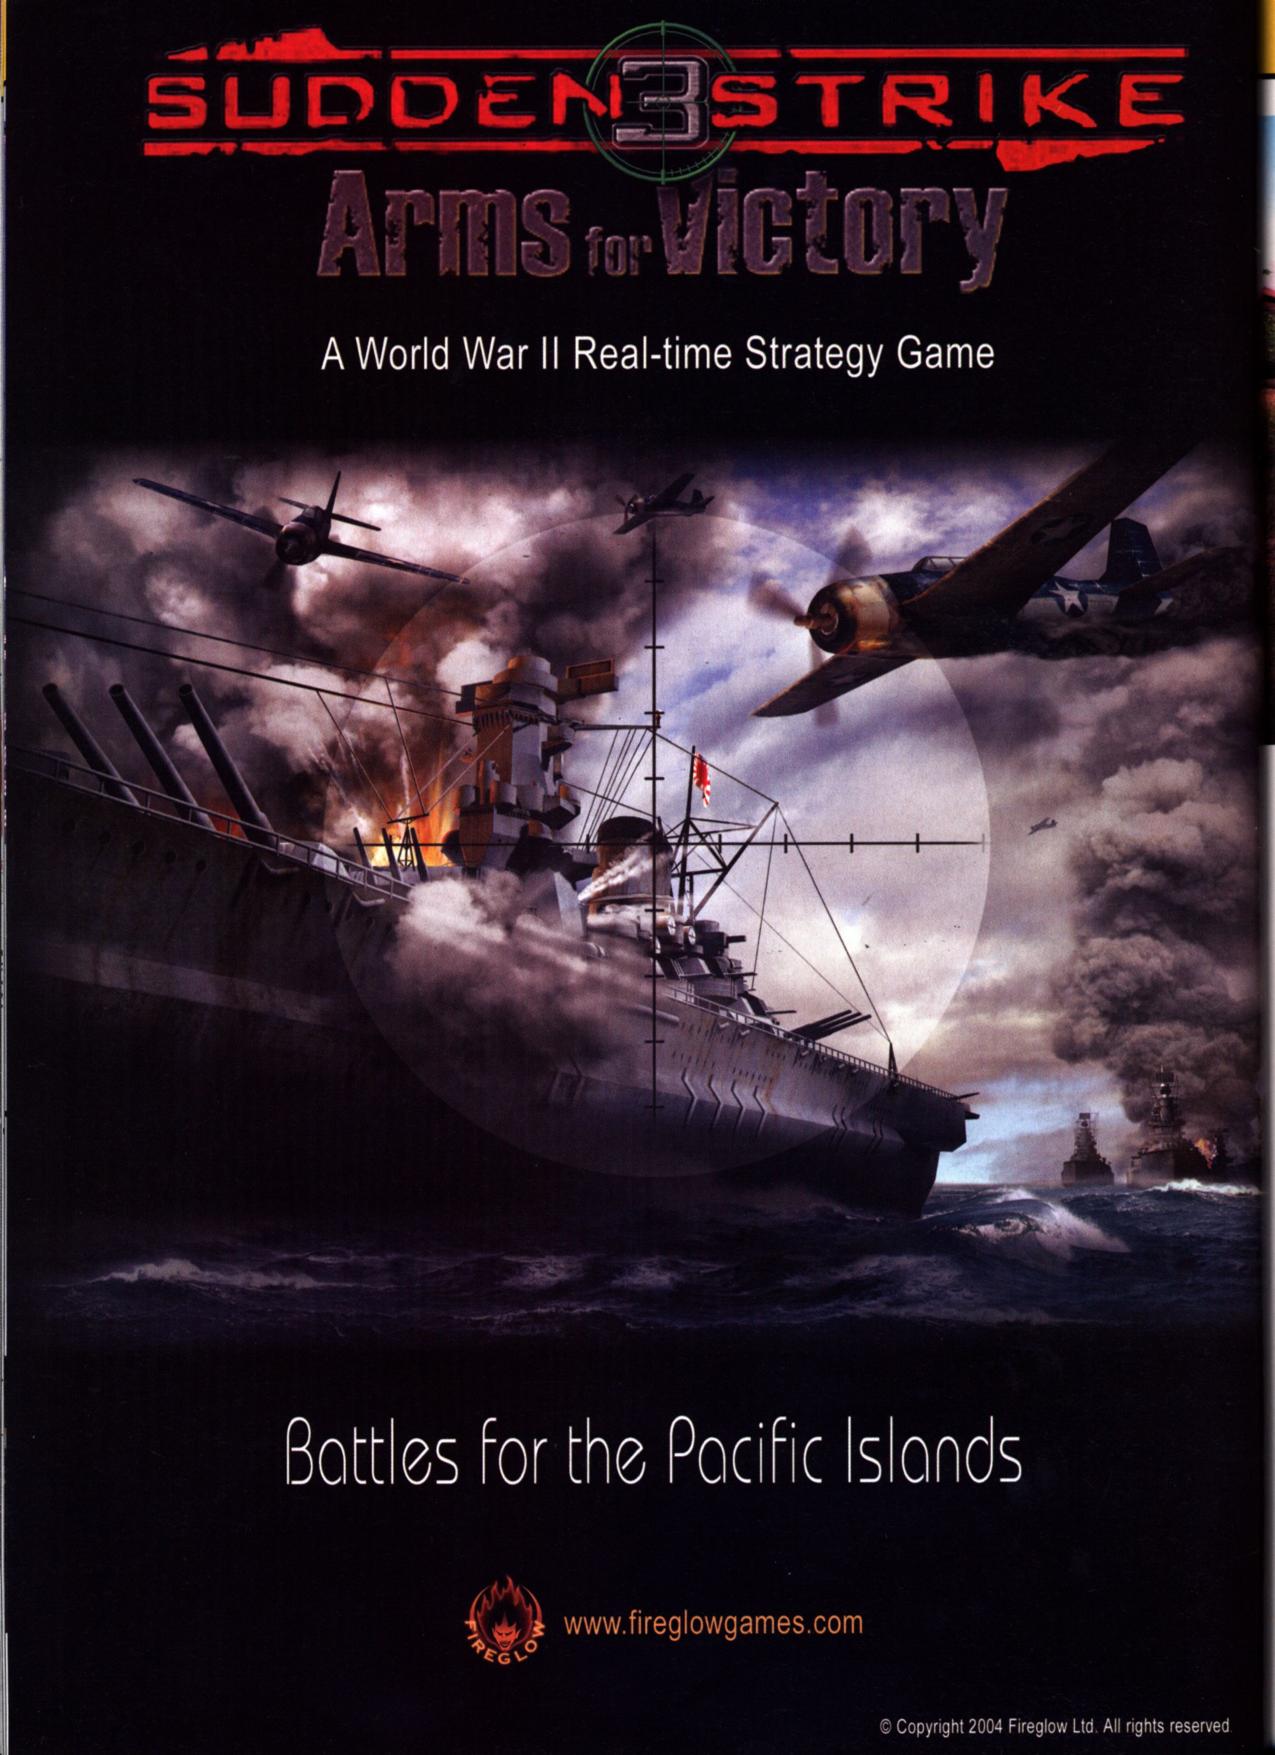 SUDDEN 3 STRIKE
Arms for Victory
A World War II Real-time Strategy Game
Battles for the Pacific Islands
FIREGLOW
www.fireglowgames.com
© Copyright 2004 Fireglow Ltd. All rights reserved.